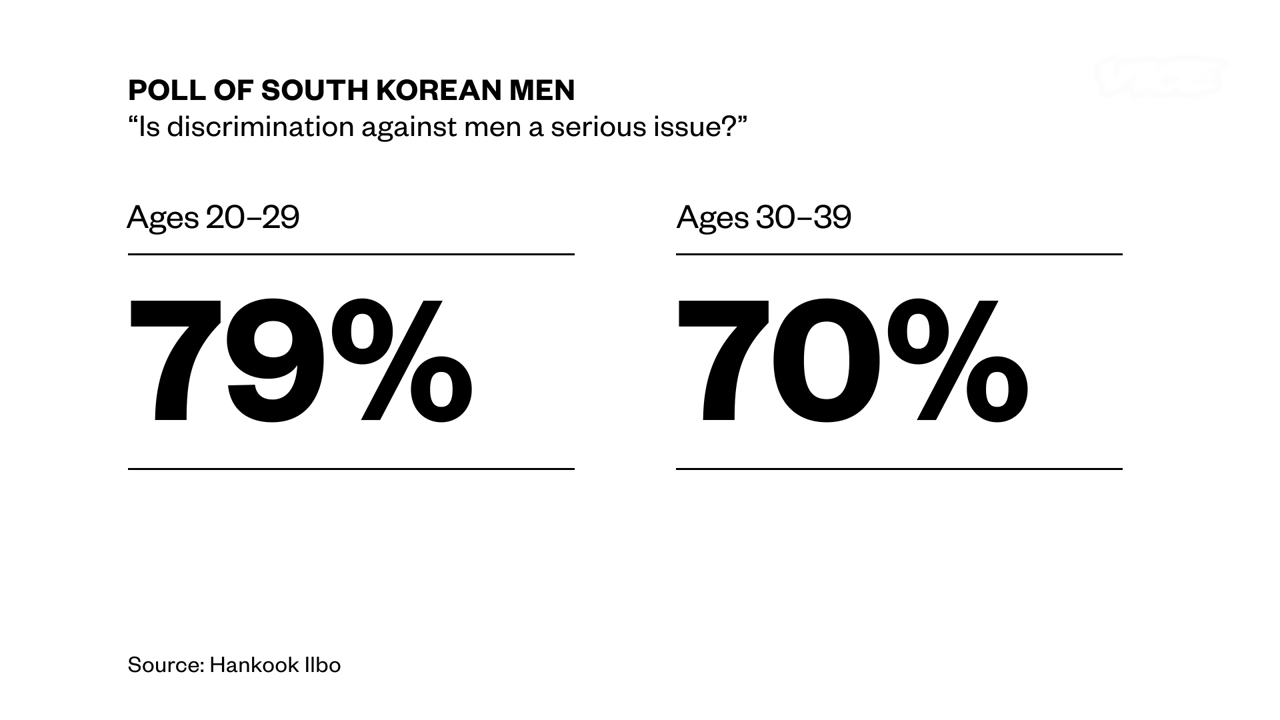 VICE
POLL OF SOUTH KOREAN MEN
“Is discrimination against men a serious issue?”
Ages 20–29
79%
Ages 30–39
70%
Source: Hankook Ilbo